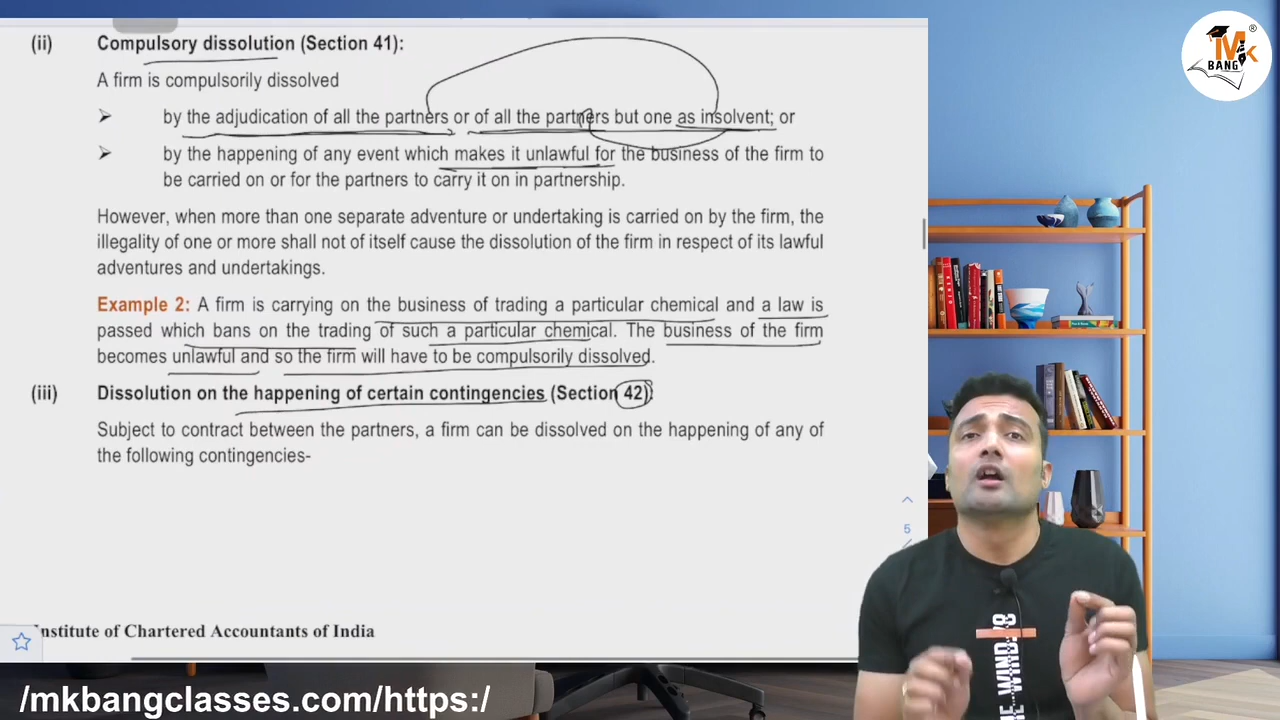 (ii) Compulsory dissolution (Section 41):
A firm is compulsorily dissolved
➢ by the adjudication of all the partners or of all the partners but one as insolvent; or
➢ by the happening of any event which makes it unlawful for the business of the firm to
be carried on or for the partners to carry it on in partnership.
However, when more than one separate adventure or undertaking is carried on by the firm, the
illegality of one or more shall not of itself cause the dissolution of the firm in respect of its lawful
adventures and undertakings.
Example 2: A firm is carrying on the business of trading a particular chemical and a law is
passed which bans on the trading of such a particular chemical. The business of the firm
becomes unlawful and so the firm will have to be compulsorily dissolved.
(iii) Dissolution on the happening of certain contingencies (Section 42):
Subject to contract between the partners, a firm can be dissolved on the happening of any of
the following contingencies-
5
nstitute of Chartered Accountants of India
/mkbangclasses.com/https:/
MK
BANG
®
THE WINDX8